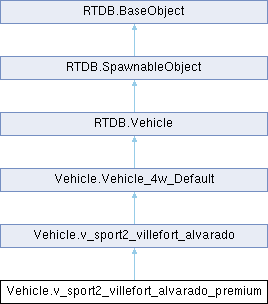 RTDB.BaseObject
RTDB.SpawnableObject
RTDB.Vehicle
Vehicle.Vehicle_4w_Default
Vehicle.v_sport2_villefort_alvarado
Vehicle.v_sport2_villefort_alvarado_premium